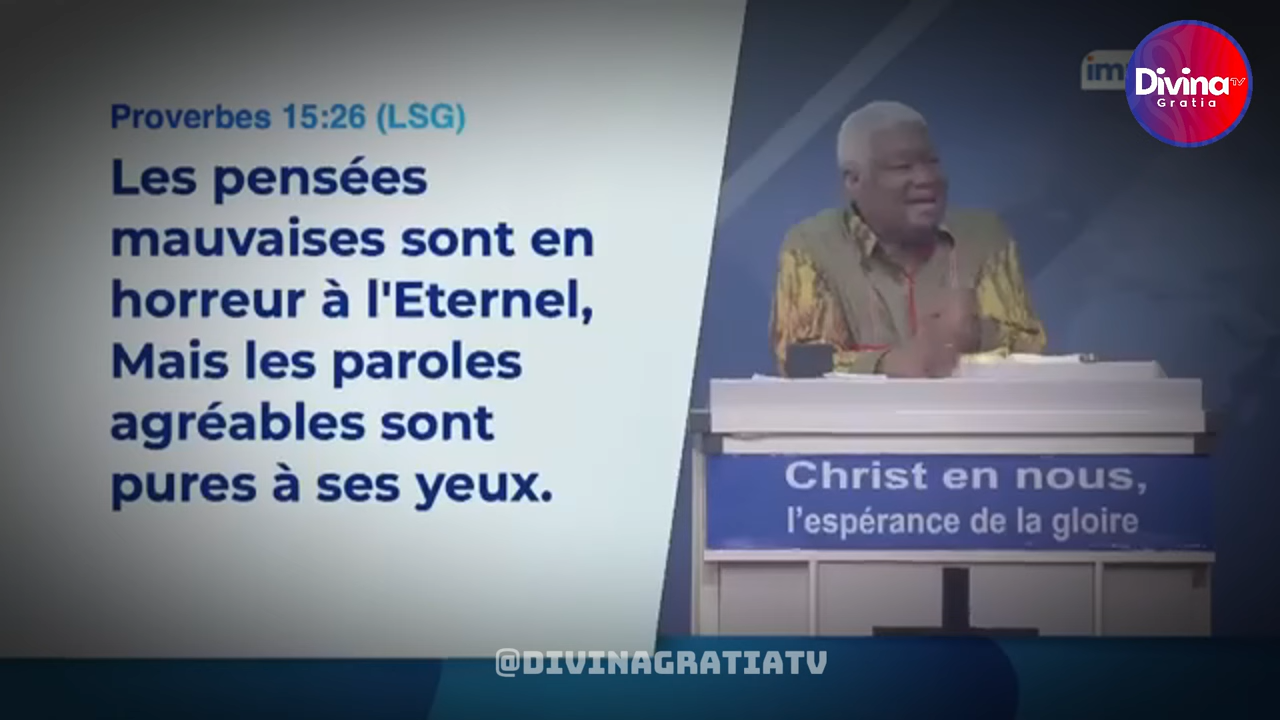 Proverbes 15:26 (LSG)
Les pensées
mauvaises sont en
horreur à l'Eternel,
Mais les paroles
agréables sont
pures à ses yeux.
Divina TV
Gratia
Christ en nous,
l'espérance de la gloire
@DIVINAGRATIATV